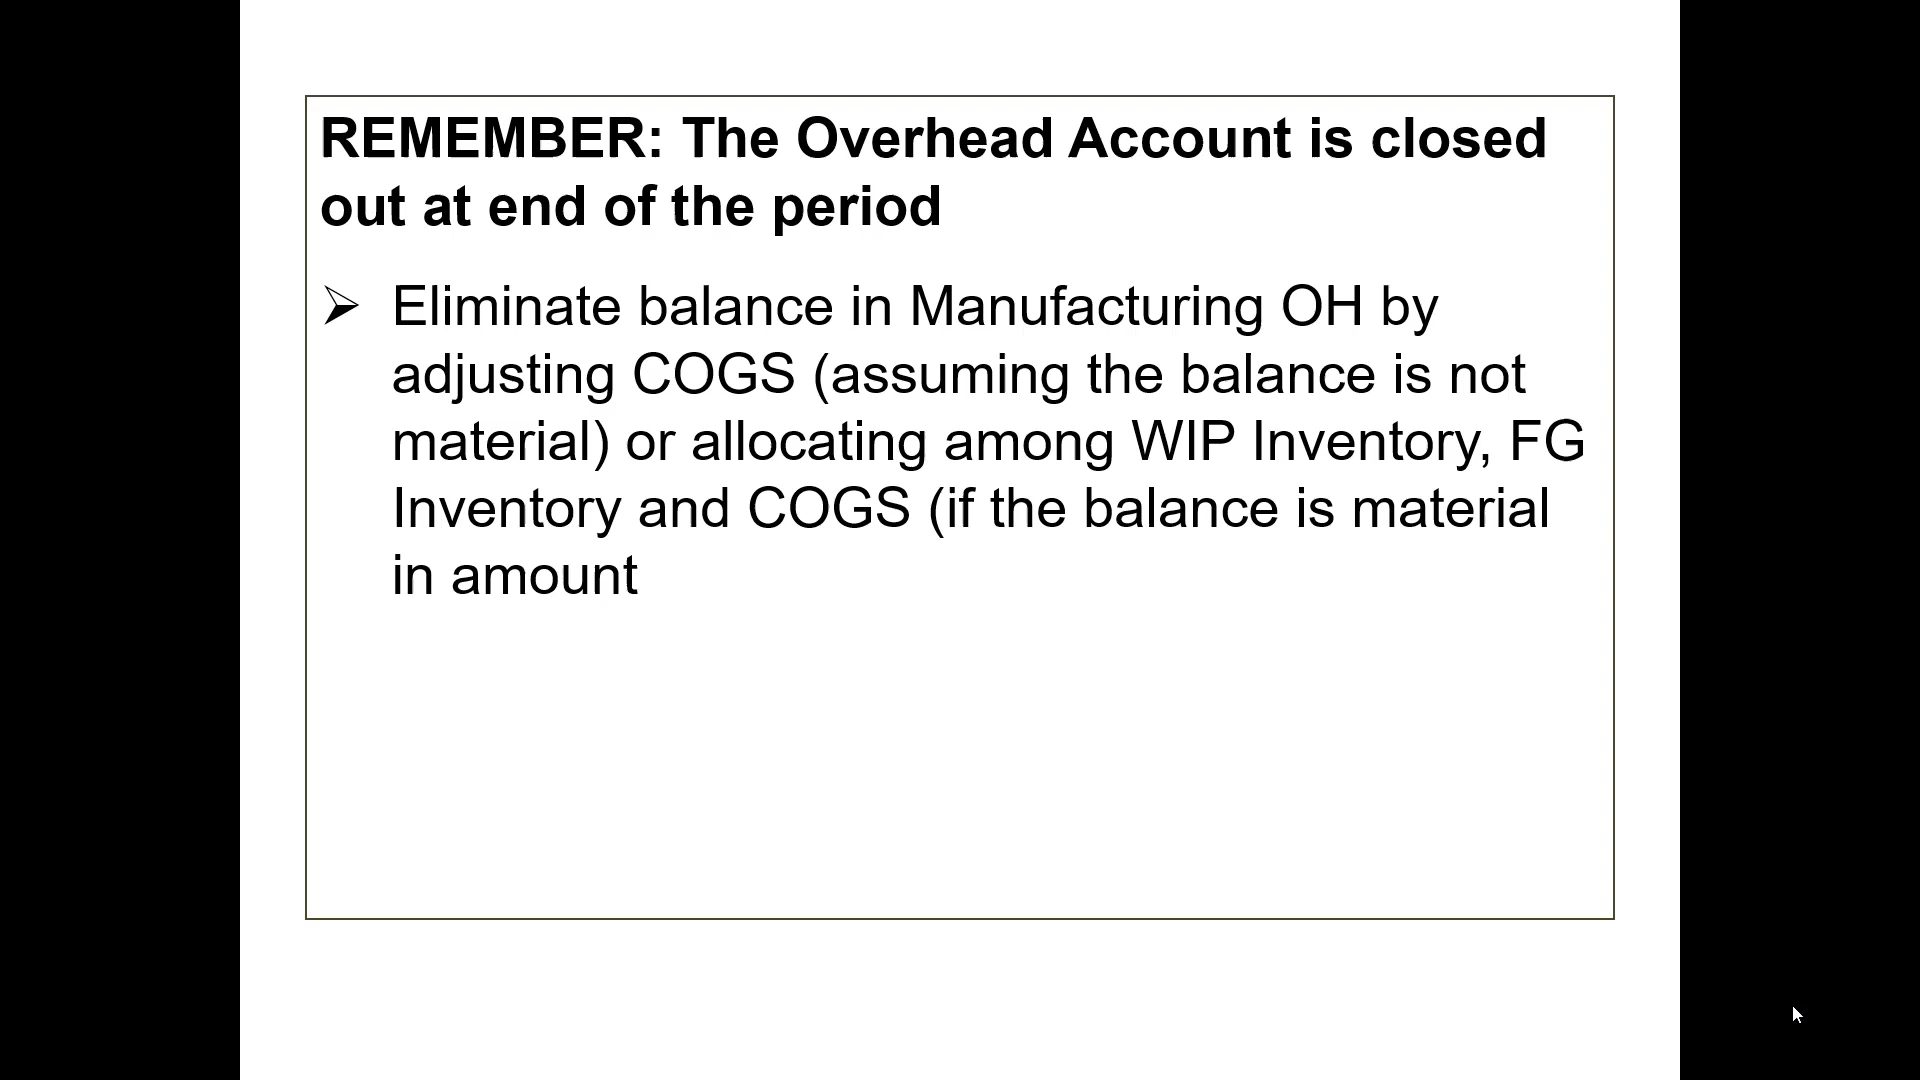 REMEMBER: The Overhead Account is closed
out at end of the period
➢ Eliminate balance in Manufacturing OH by
adjusting COGS (assuming the balance is not
material) or allocating among WIP Inventory, FG
Inventory and COGS (if the balance is material
in amount